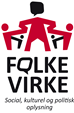 FOLKE
VIRKE
Social, kulturel og politisk
oplysning